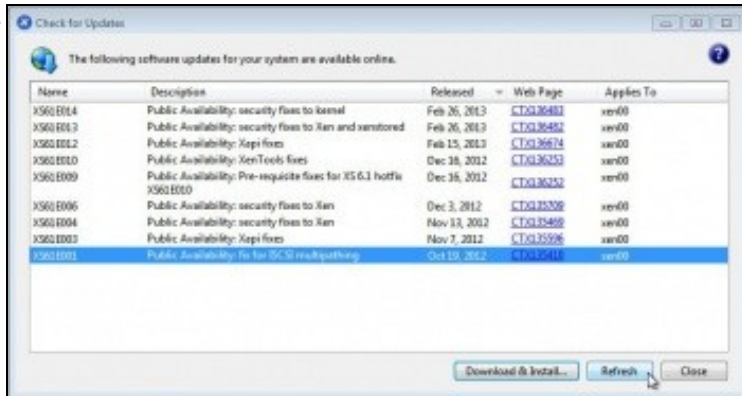 Check for Updates
The following software updates for your system are available online.
Name Description Released Web Page Applies To
XS61E014 Public Availability: security fixes to kernel Feb 26, 2013 CTX136483 xen00
XS61E013 Public Availability: security fixes to Xen and xenstored Feb 26, 2013 CTX136482 xen00
XS61E012 Public Availability: Xapi fixes Feb 15, 2013 CTX136674 xen00
XS61E010 Public Availability: XenTools fixes Dec 16, 2012 CTX136253 xen00
XS61E009 Public Availability: Pre-requisite fixes for XS 6.1 hotfix Dec 16, 2012 CTX136252 xen00
XS61E010
XS61E006 Public Availability: security fixes to Xen Dec 3, 2012 CTX135709 xen00
XS61E004 Public Availability: security fixes to Xen Nov 13, 2012 CTX135469 xen00
XS61E003 Public Availability: Xapi fixes Nov 7, 2012 CTX135596 xen00
XS61E001 Public Availability: fix for ISCSI multipathing Oct 19, 2012 CTX135410 xen00
Download & Install... Refresh Close